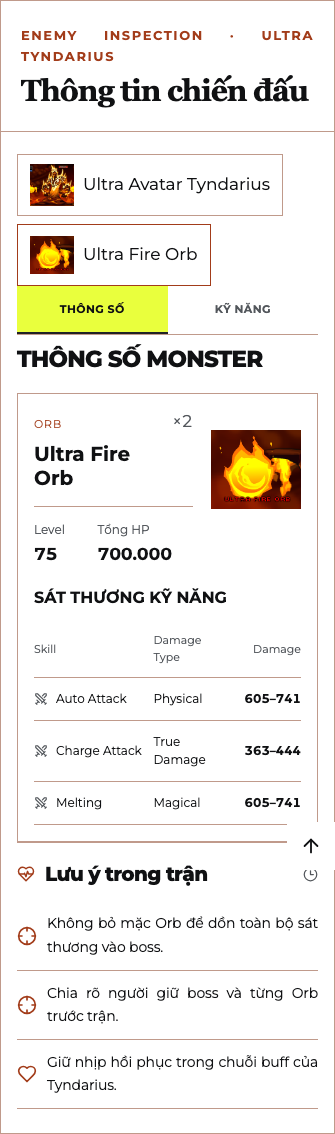 ENEMY INSPECTION · ULTRA
TYNDARIUS
Thông tin chiến đấu
Ultra Avatar Tyndarius
Ultra Fire Orb
THÔNG SỐ
KỸ NĂNG
THÔNG SỐ MONSTER
ORB
×2
Ultra Fire
Orb
Level
Tổng HP
75
700.000
SÁT THƯƠNG KỸ NĂNG
Skill
Damage
Type
Damage
Auto Attack
Physical
605–741
Charge Attack
True
Damage
363–444
Melting
Magical
605–741
Lưu ý trong trận
Không bỏ mặc Orb để dồn toàn bộ sát
thương vào boss.
Chia rõ người giữ boss và từng Orb
trước trận.
Giữ nhịp hồi phục trong chuỗi buff của
Tyndarius.